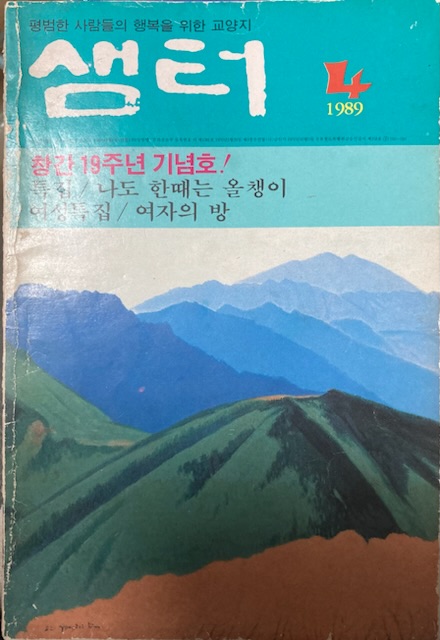 평범한 사람들의 행복을 위한 교양지
샘터
4
1989
창간 19주년 기념호!
특집/나도 한때는 올챙이
여성특집/여자의 방